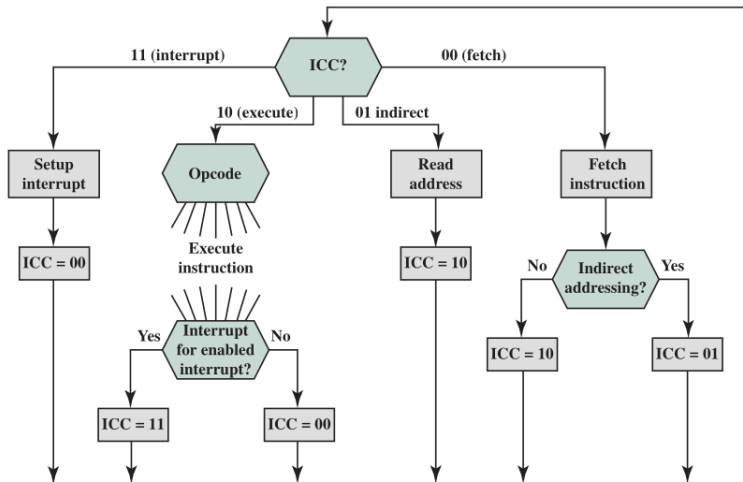 11 (interrupt)
ICC?
00 (fetch)
10 (execute)
01 indirect
Setup
interrupt
Opcode
Read
address
Fetch
instruction
ICC = 00
Execute
instruction
ICC = 10
No
Indirect
addressing?
Yes
Yes
Interrupt
for enabled
interrupt?
No
ICC = 10
ICC = 01
ICC = 11
ICC = 00